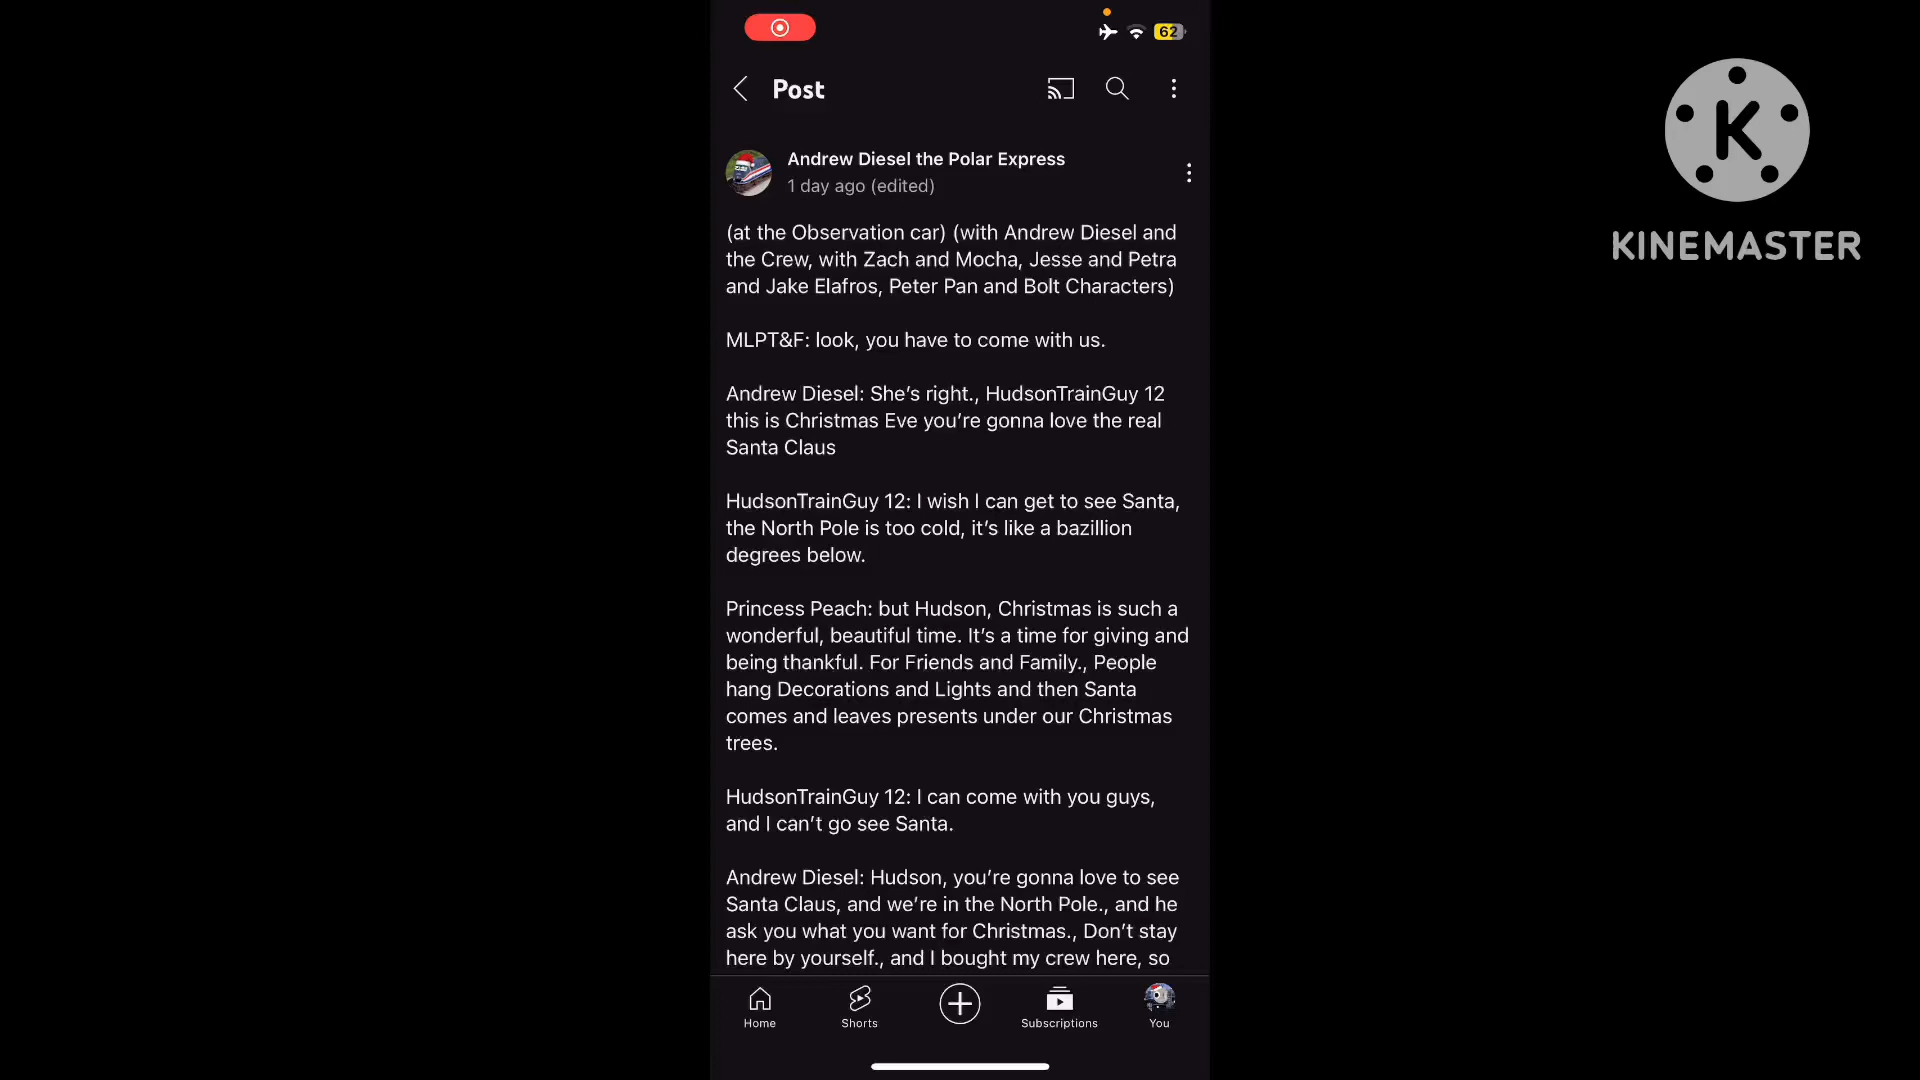 62
Post
Andrew Diesel the Polar Express
1 day ago (edited)
(at the Observation car) (with Andrew Diesel and
the Crew, with Zach and Mocha, Jesse and Petra
and Jake Elafros, Peter Pan and Bolt Characters)
MLPT&F: look, you have to come with us.
Andrew Diesel: She’s right., HudsonTrainGuy 12
this is Christmas Eve you’re gonna love the real
Santa Claus
HudsonTrainGuy 12: I wish I can get to see Santa,
the North Pole is too cold, it’s like a bazillion
degrees below.
Princess Peach: but Hudson, Christmas is such a
wonderful, beautiful time. It’s a time for giving and
being thankful. For Friends and Family., People
hang Decorations and Lights and then Santa
comes and leaves presents under our Christmas
trees.
HudsonTrainGuy 12: I can come with you guys,
and I can’t go see Santa.
Andrew Diesel: Hudson, you’re gonna love to see
Santa Claus, and we’re in the North Pole., and he
ask you what you want for Christmas., Don’t stay
here by yourself., and I bought my crew here, so
Home
Shorts
Subscriptions
You
K
KINEMASTER